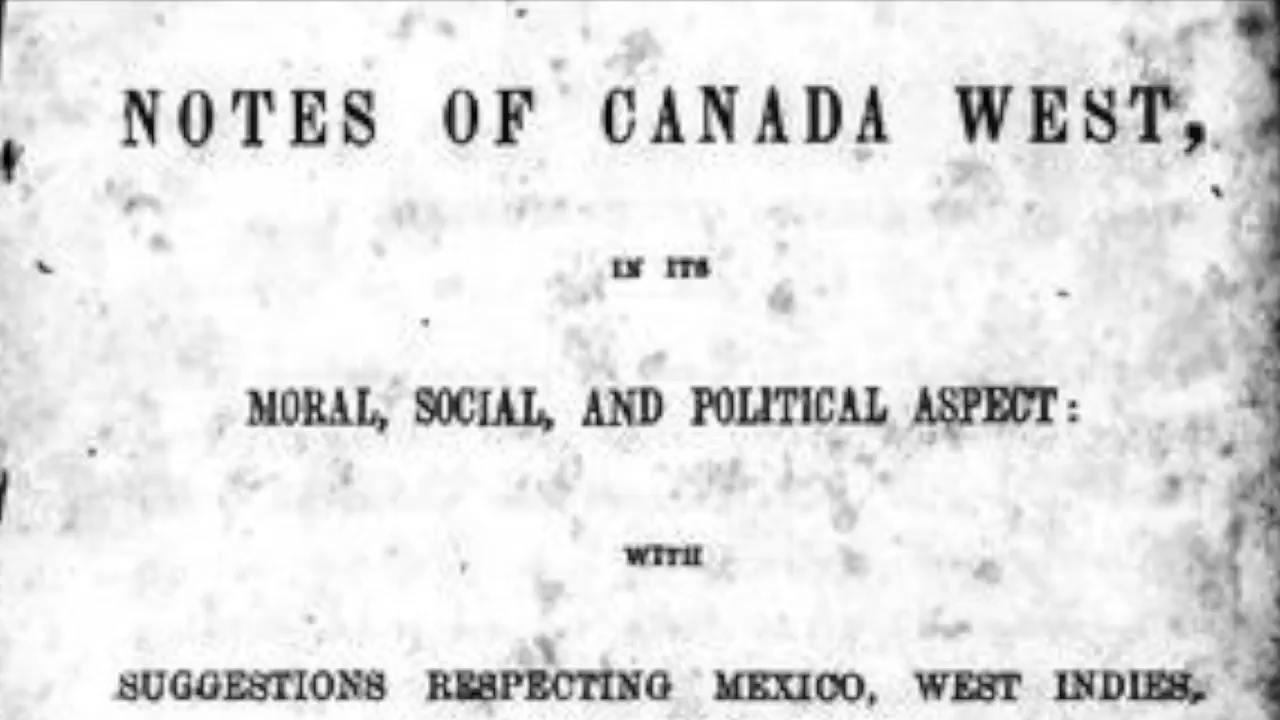 NOTES OF CANADA WEST,
IN ITS
MORAL, SOCIAL, AND POLITICAL ASPECT:
WITH
SUGGESTIONS RESPECTING MEXICO, WEST INDIES,